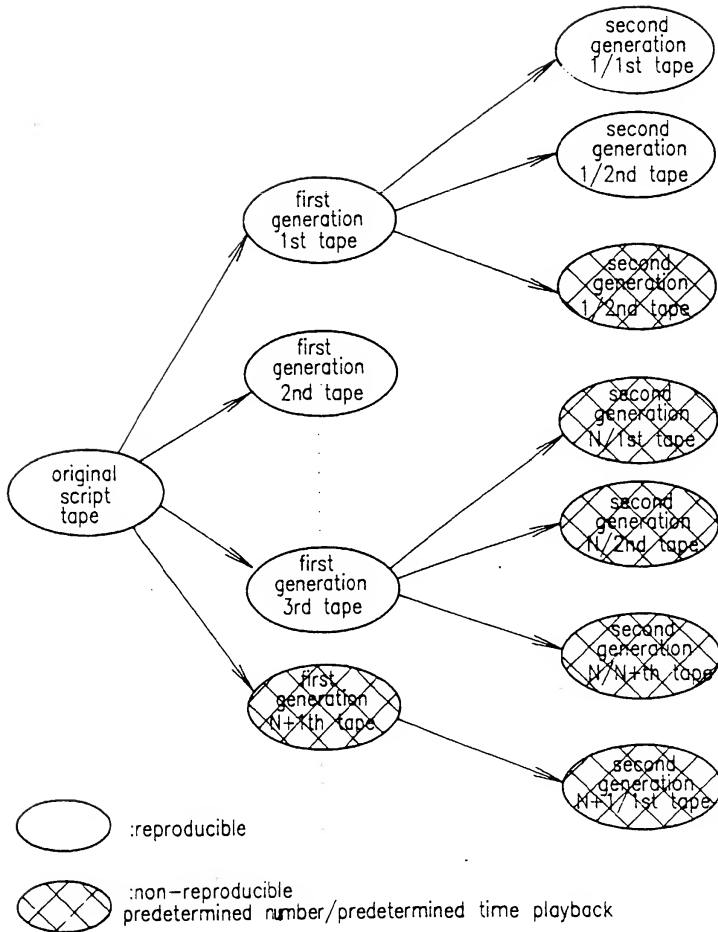 second
generation
1/1st tape
second
generation
1/2nd tape
first
generation
1st tape
second
generation
1/2nd tape
first
generation
2nd tape
second
generation
N/1st tape
original
script
tape
second
generation
N/2nd tape
first
generation
3rd tape
second
generation
N/N+th tape
first
generation
N+1th tape
second
generation
N+1/1st tape
:reproducible
:non-reproducible
predetermined number/predetermined time playback